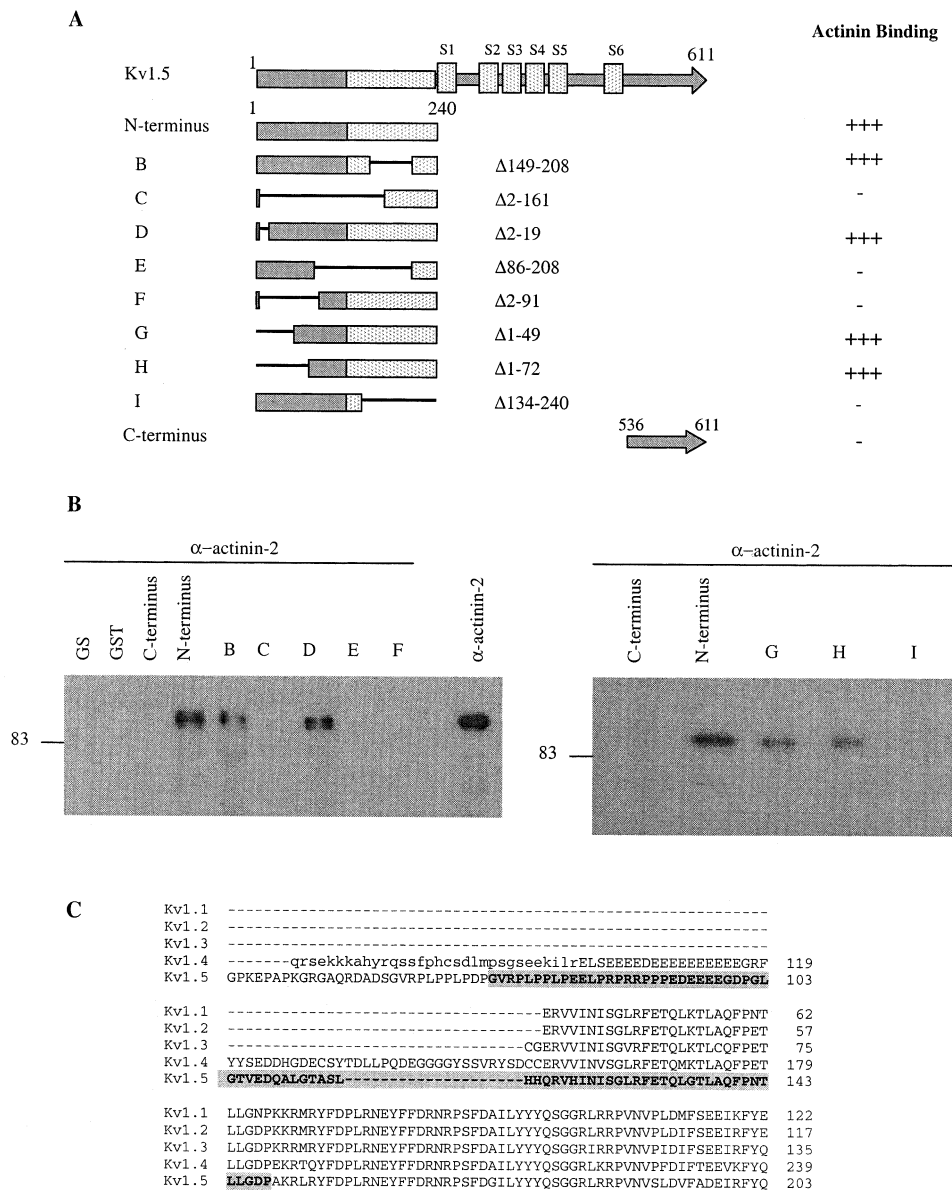 A
Actinin Binding
S1 S2 S3 S4 S5 S6
1 611
Kv1.5
1 240
N-terminus +++
B Δ149-208 +++
C Δ2-161 -
D Δ2-19 +++
E Δ86-208 -
F Δ2-91 -
G Δ1-49 +++
H Δ1-72 +++
I Δ134-240 -
536 611
C-terminus -
B
α-actinin-2
GS GST C-terminus N-terminus B C D E F α-actinin-2
83
α-actinin-2
C-terminus N-terminus G H I
83
C
Kv1.1 ------------------------------------------------------------
Kv1.2 ------------------------------------------------------------
Kv1.3 ------------------------------------------------------------
Kv1.4 -------qrsekkkahyrqssfphcsdlmpsgseekilrELSEEEEDEEEEEEEEEEEGRF 119
Kv1.5 GPKEPAPKGRGAQRDADSGVRPLPPLPDPGVRPLPPLPEELPRPRRPPPEDEEEEGDPGL 103
Kv1.1 -----------------------------------ERVVINISGLRFETQLKTLAQFPNT 62
Kv1.2 -----------------------------------ERVVINISGLRFETQLKTLAQFPET 57
Kv1.3 ---------------------------------CGERVVINISGVRFETQLKTLCQFPET 75
Kv1.4 YYSEDDHGDECSYTDLLPQDEGGGGYSSVRYSDCCERVVINVSGLRFETQMKTLAQFPET 179
Kv1.5 GTVEDQALGTASL--------------------HHQRVHINISGLRFETQLGTLAQFPNT 143
Kv1.1 LLGNPKKRMRYFDPLRNEYFFDRNRPSFDAILYYYQSGGRLRRPVNVPLDMFSEEIKFYE 122
Kv1.2 LLGDPKKRMRYFDPLRNEYFFDRNRPSFDAILYYYQSGGRLRRPVNVPLDIFSEEIRFYE 117
Kv1.3 LLGDPKRRMRYFDPLRNEYFFDRNRPSFDAILYYYQSGGRIRRPVNVPIDIFSEEIRFYQ 135
Kv1.4 LLGDPEKRTQYFDPLRNEYFFDRNRPSFDAILYYYQSGGRLKRPVNVPFDIFTEEVKFYQ 239
Kv1.5 LLGDPAKRLRYFDPLRNEYFFDRNRPSFDGILYYYQSGGRLRRPVNVSLDVFADEIRFYQ 203